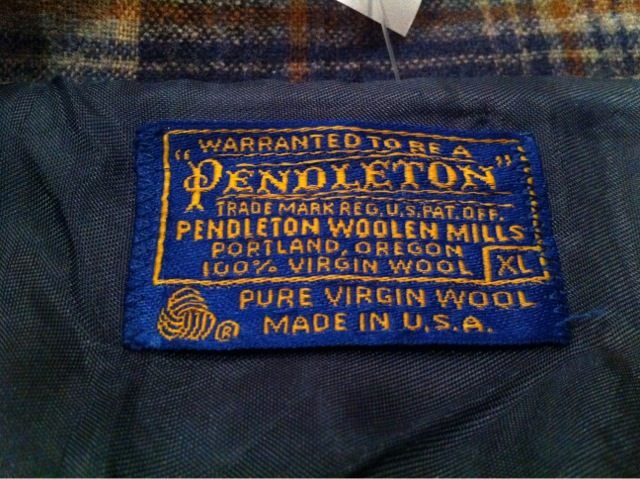 WARRANTED TO BE A
"PENDLETON"
TRADE MARK REG. U.S. PAT. OFF.
PENDLETON WOOLEN MILLS
PORTLAND, OREGON
100% VIRGIN WOOL XL
PURE VIRGIN WOOL
® MADE IN U.S.A.